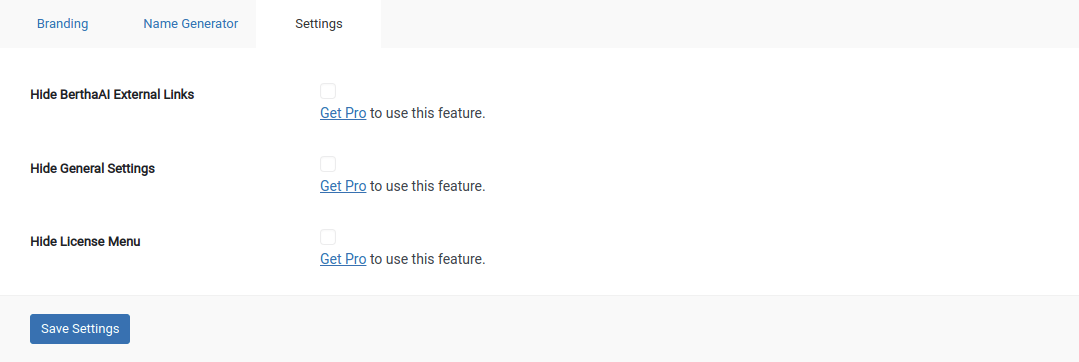 Branding
Name Generator
Settings
Hide BerthaAI External Links
Get Pro to use this feature.
Hide General Settings
Get Pro to use this feature.
Hide License Menu
Get Pro to use this feature.
Save Settings